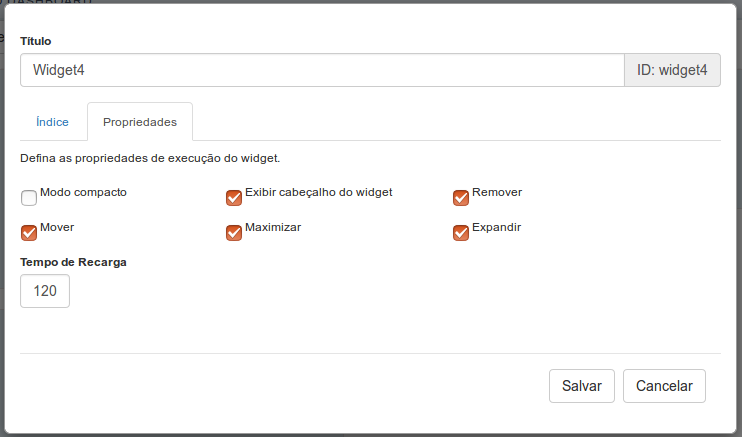 DASHBOARD
Título
Widget4 ID: widget4
Índice Propriedades
Defina as propriedades de execução do widget.
Modo compacto Exibir cabeçalho do widget Remover
Mover Maximizar Expandir
Tempo de Recarga
120
Salvar Cancelar